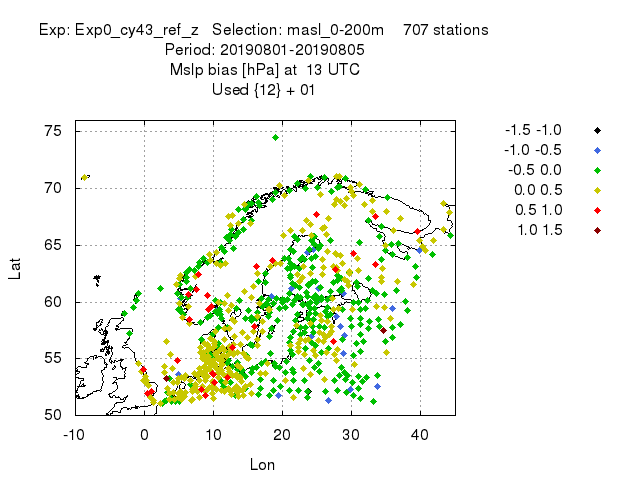 Exp: Exp0_cy43_ref_z   Selection: masl_0-200m    707 stations
Period: 20190801-20190805
Mslp bias [hPa] at  13 UTC
Used {12} + 01
-1.5 -1.0
-1.0 -0.5
-0.5 0.0
0.0 0.5
0.5 1.0
1.0 1.5
75
70
65
60
55
50
Lat
-10 0 10 20 30 40
Lon